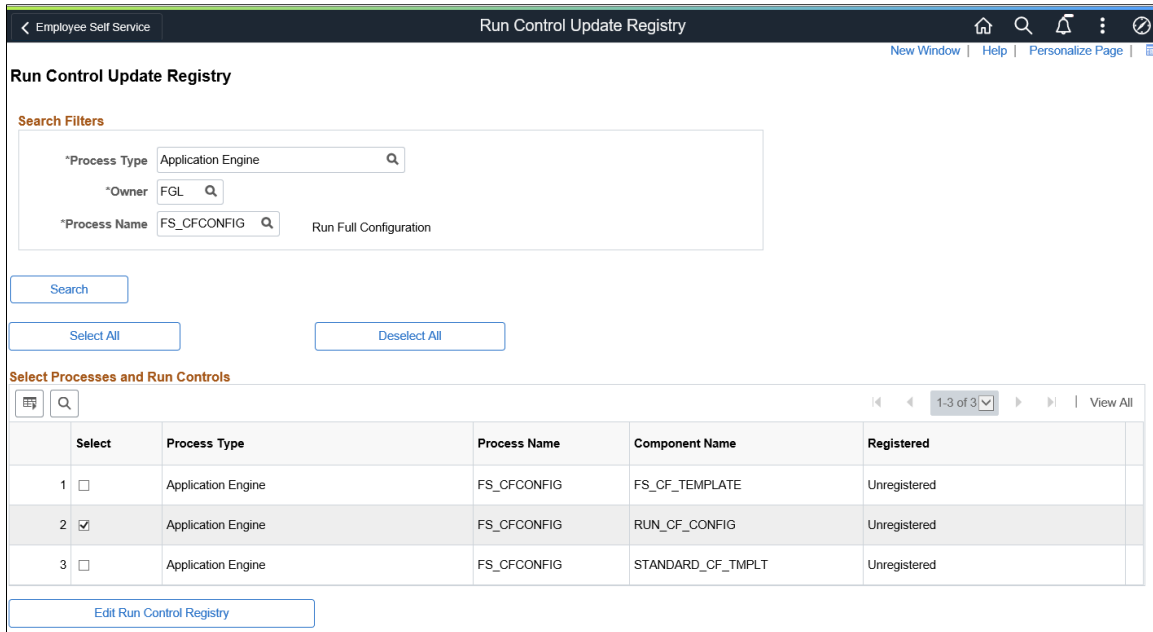 Employee Self Service
Run Control Update Registry
New Window | Help | Personalize Page |
Run Control Update Registry
Search Filters
*Process Type Application Engine
*Owner FGL
*Process Name FS_CFCONFIG Run Full Configuration
Search
Select All Deselect All
Select Processes and Run Controls
1-3 of 3 | View All
Select Process Type Process Name Component Name Registered
1 Application Engine FS_CFCONFIG FS_CF_TEMPLATE Unregistered
2 Application Engine FS_CFCONFIG RUN_CF_CONFIG Unregistered
3 Application Engine FS_CFCONFIG STANDARD_CF_TMPLT Unregistered
Edit Run Control Registry